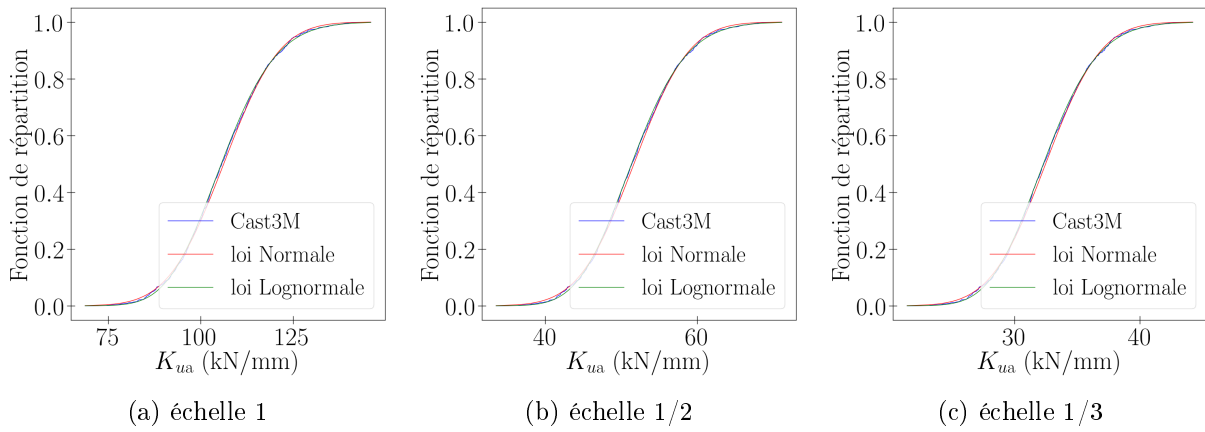 Fonction de répartition
1.0
0.8
0.6
0.4
0.2
0.0
Cast3M
loi Normale
loi Lognormale
75 100 125
K_ua (kN/mm)
(a) échelle 1
Fonction de répartition
1.0
0.8
0.6
0.4
0.2
0.0
Cast3M
loi Normale
loi Lognormale
40 60
K_ua (kN/mm)
(b) échelle 1/2
Fonction de répartition
1.0
0.8
0.6
0.4
0.2
0.0
Cast3M
loi Normale
loi Lognormale
30 40
K_ua (kN/mm)
(c) échelle 1/3